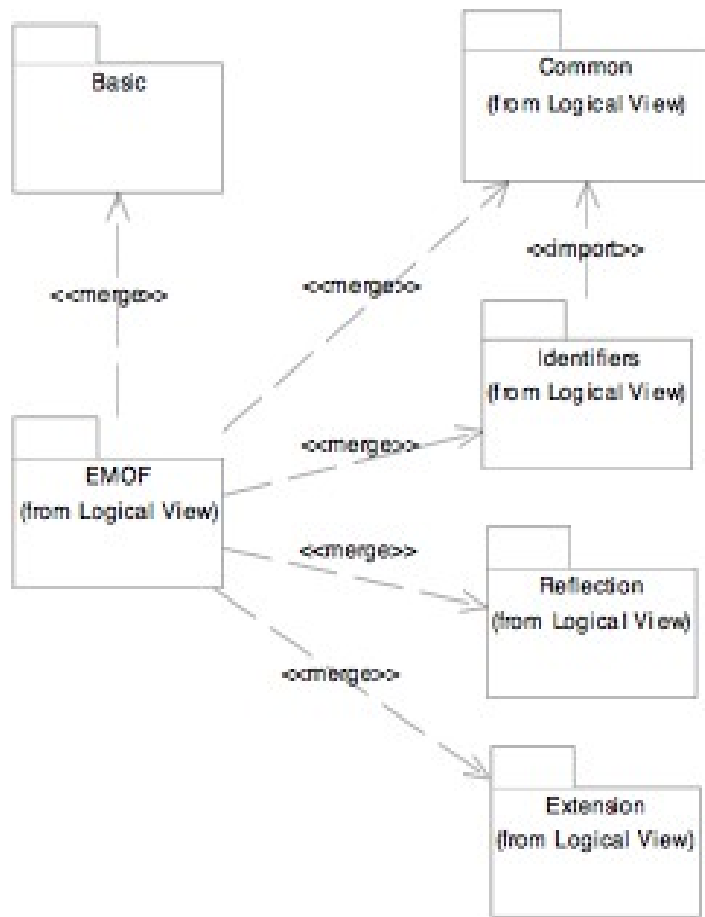 Basic
Common
(from Logical View)
<<import>>
<<merge>>
<<merge>>
Identifiers
(from Logical View)
<<merge>>
EMOF
(from Logical View)
<<merge>>
Reflection
(from Logical View)
<<merge>>
Extension
(from Logical View)